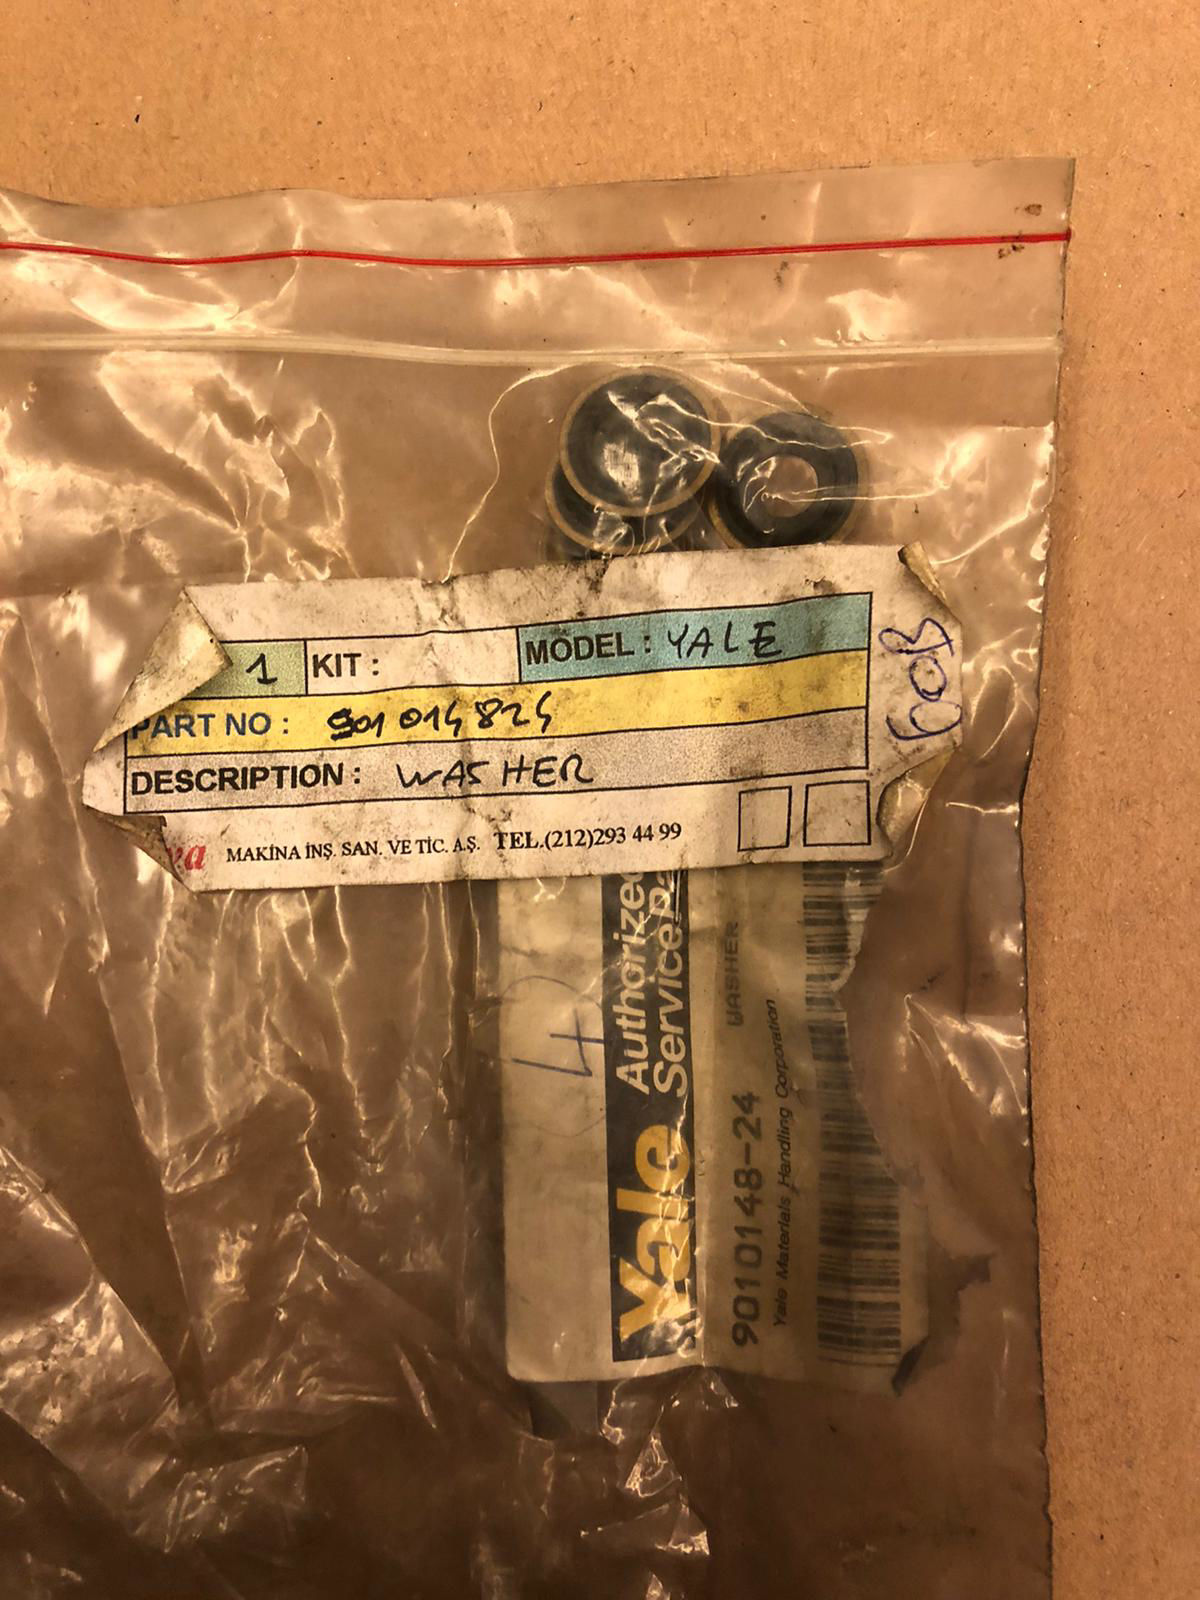 1 KIT : MODEL : YALE
PART NO : 901014824
DESCRIPTION : WASHER
MAKİNA İNŞ. SAN. VE TİC. A.Ş. TEL.(212)293 44 99
4
Yale Authorized
Service
9010148-24 WASHER
Yale Materials Handling Corporation